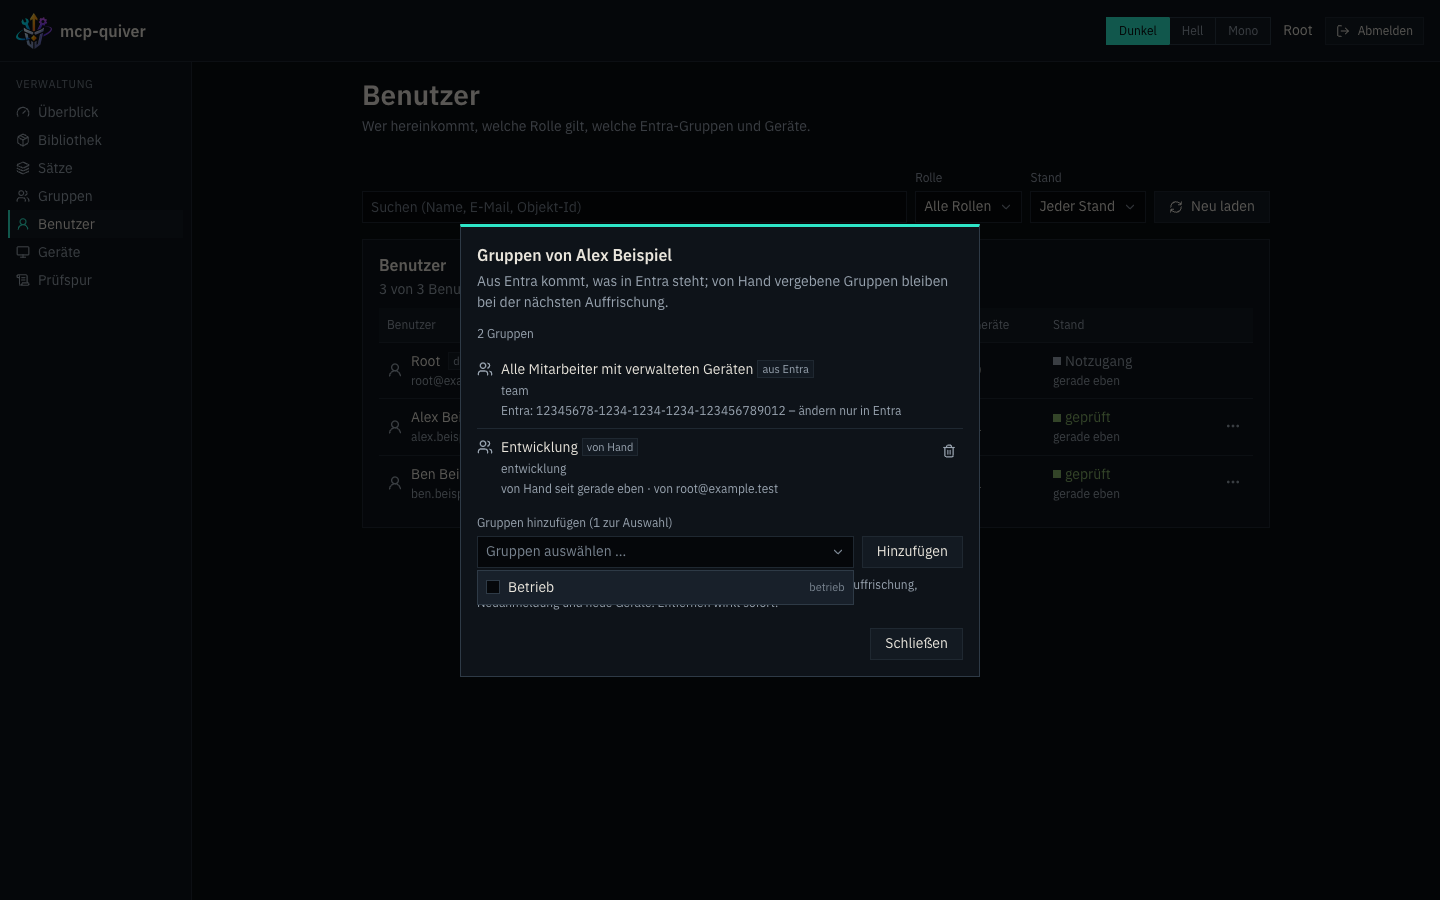 mcp-quiver
Dunkel
Hell
Mono
Root
Abmelden
VERWALTUNG
Überblick
Bibliothek
Sätze
Gruppen
Benutzer
Geräte
Prüfspur
Benutzer
Wer hereinkommt, welche Rolle gilt, welche Entra-Gruppen und Geräte.
Rolle
Stand
Suchen (Name, E-Mail, Objekt-Id)
Alle Rollen
Jeder Stand
Neu laden
Benutzer
3 von 3 Benu
Benutzer
Stand
Root
root@exa
Notzugang
gerade eben
Alex Be
alex.beis
geprüft
gerade eben
Ben Bei
ben.beisp
geprüft
gerade eben
Gruppen von Alex Beispiel
Aus Entra kommt, was in Entra steht; von Hand vergebene Gruppen bleiben
bei der nächsten Auffrischung.
2 Gruppen
Alle Mitarbeiter mit verwalteten Geräten aus Entra
team
Entra: 12345678-1234-1234-1234-123456789012 – ändern nur in Entra
Entwicklung von Hand
entwicklung
von Hand seit gerade eben · von root@example.test
Gruppen hinzufügen (1 zur Auswahl)
Gruppen auswählen ...
Hinzufügen
Betrieb betrieb
uffrischung,
Schließen